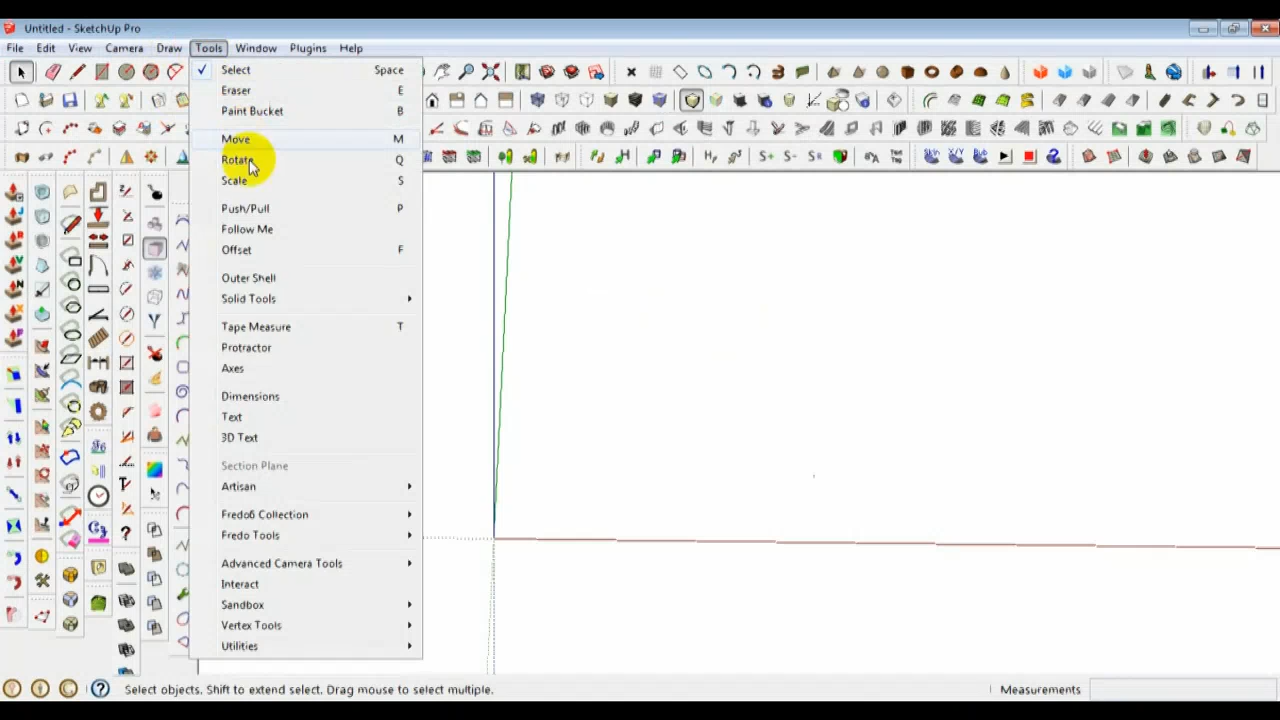 Untitled - SketchUp Pro
File Edit View Camera Draw Tools Window Plugins Help
Select Space
Eraser E
Paint Bucket B
Move M
Rotate Q
Scale S
Push/Pull P
Follow Me
Offset F
Outer Shell
Solid Tools
Tape Measure T
Protractor
Axes
Dimensions
Text
3D Text
Section Plane
Artisan
Fredo6 Collection
Fredo Tools
Advanced Camera Tools
Interact
Sandbox
Vertex Tools
Utilities
Select objects. Shift to extend select. Drag mouse to select multiple.
Measurements